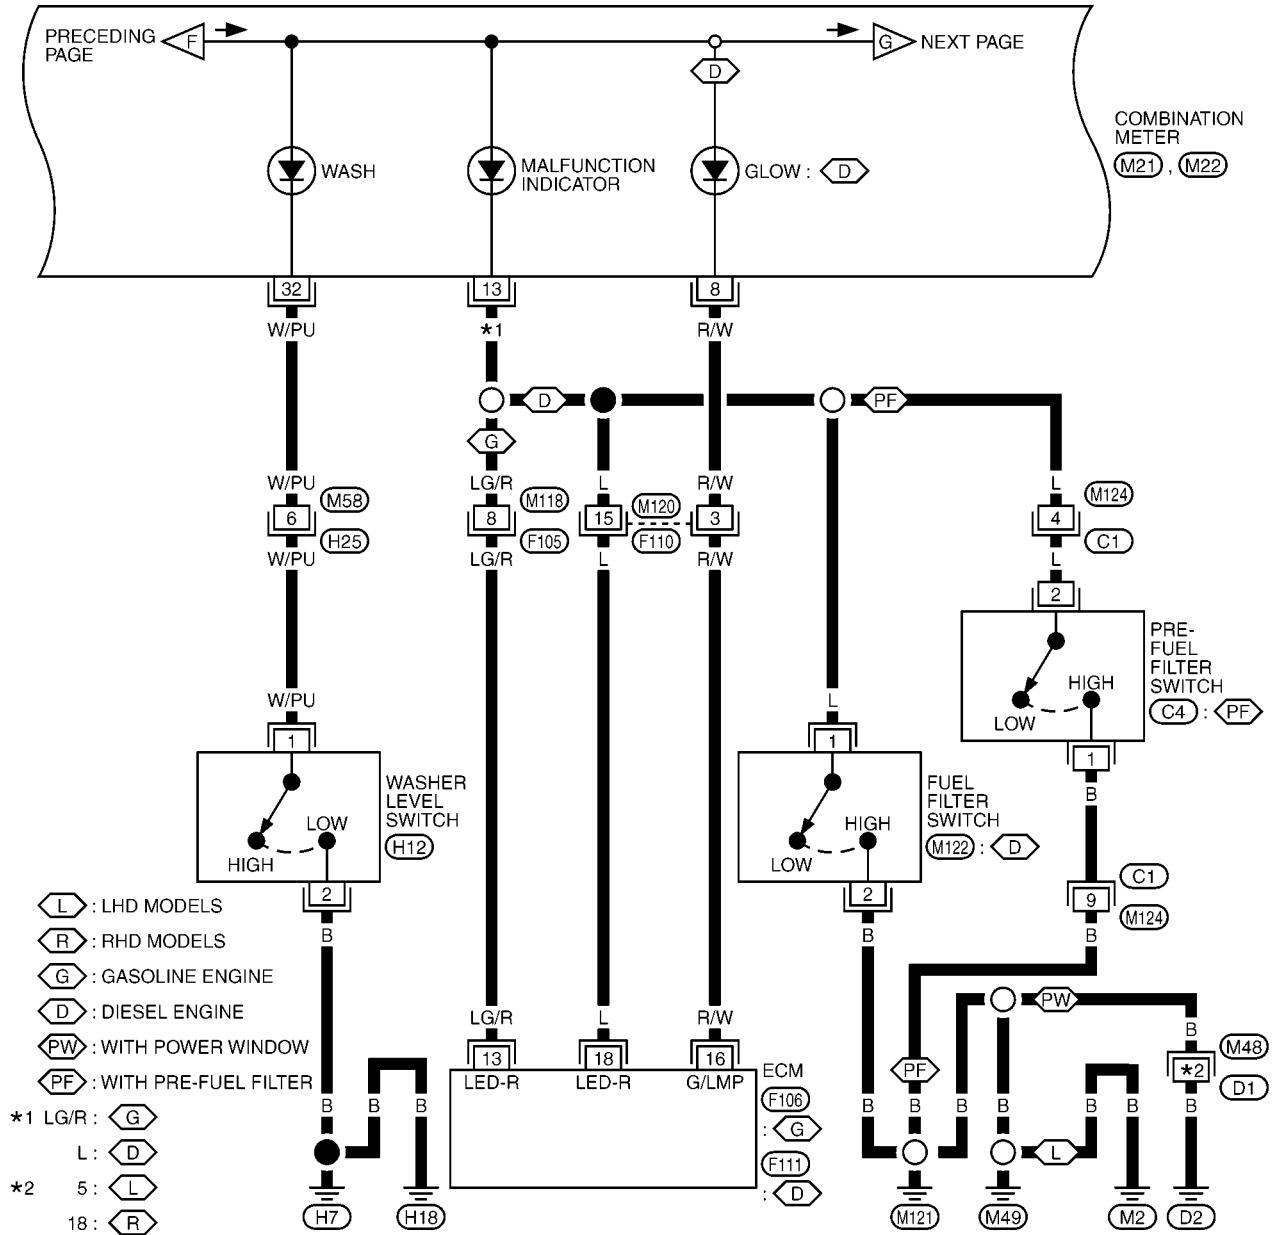 PRECEDING PAGE
F
G
NEXT PAGE
D
COMBINATION METER
M21 , M22
WASH
MALFUNCTION INDICATOR
GLOW : D
32
13
8
W/PU
*1
R/W
D
PF
G
W/PU
LG/R
L
R/W
L
M58
M118
M120
M124
6
8
15
3
4
H25
F105
F110
C1
W/PU
LG/R
L
R/W
L
2
PRE-
FUEL
FILTER
SWITCH
C4 : PF
HIGH
LOW
W/PU
L
1
1
1
WASHER
LEVEL
SWITCH
H12
LOW
HIGH
FUEL
FILTER
SWITCH
M122 : D
HIGH
LOW
B
2
2
C1
9
M124
B
B
B
L : LHD MODELS
R : RHD MODELS
G : GASOLINE ENGINE
D : DIESEL ENGINE
PW : WITH POWER WINDOW
PF : WITH PRE-FUEL FILTER
*1 LG/R : G
L : D
*2 5 : L
18 : R
PW
LG/R
L
R/W
B
13
18
16
M48
*2
D1
LED-R
LED-R
G/LMP
ECM
F106
: G
F111
: D
PF
B
B
B
B
B
B
B
B
B
B
L
H7
H18
M121
M49
M2
D2